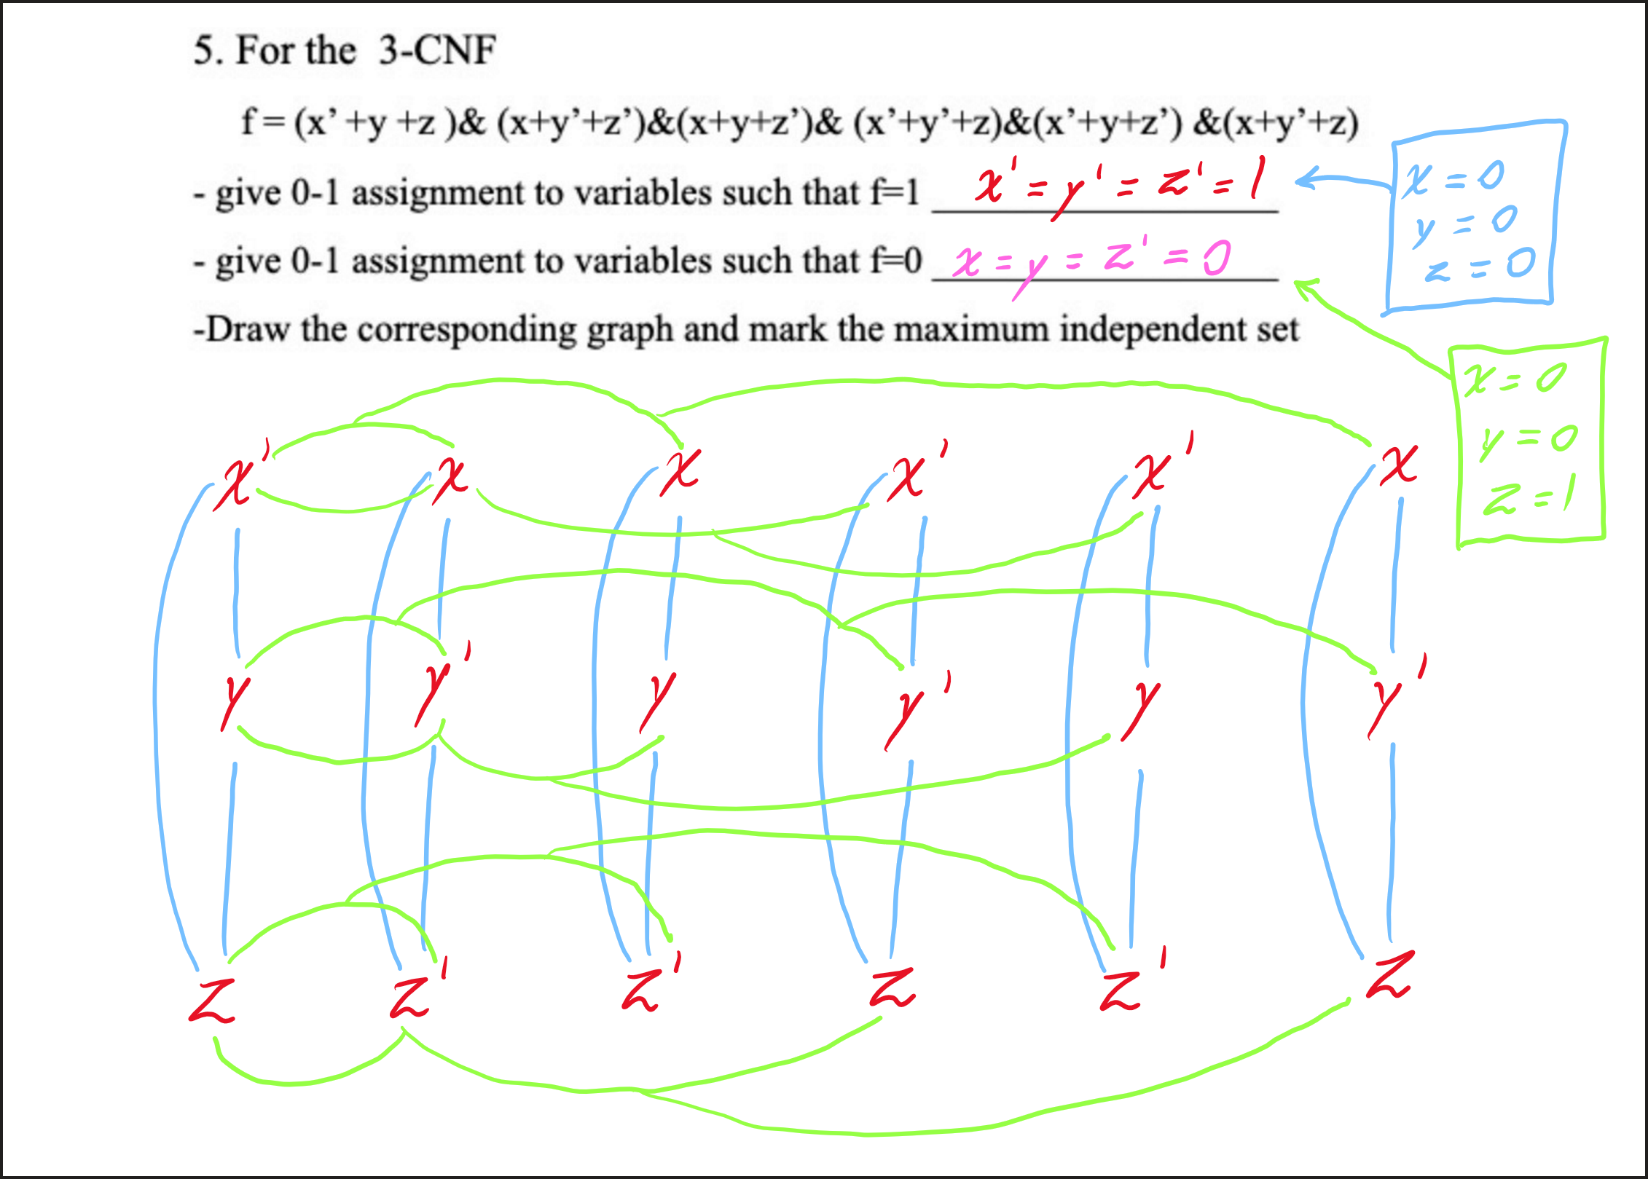 5. For the 3-CNF
f = (x’ +y +z )& (x+y’+z’)&(x+y+z’)& (x’+y’+z)&(x’+y+z’) &(x+y’+z)
- give 0-1 assignment to variables such that f=1 x' = y' = z' = 1
x = 0
y = 0
z = 0
- give 0-1 assignment to variables such that f=0 x = y = z' = 0
-Draw the corresponding graph and mark the maximum independent set
x = 0
y = 0
z = 1
x' x x x' x' x
y y' y y' y y'
z z' z' z z' z